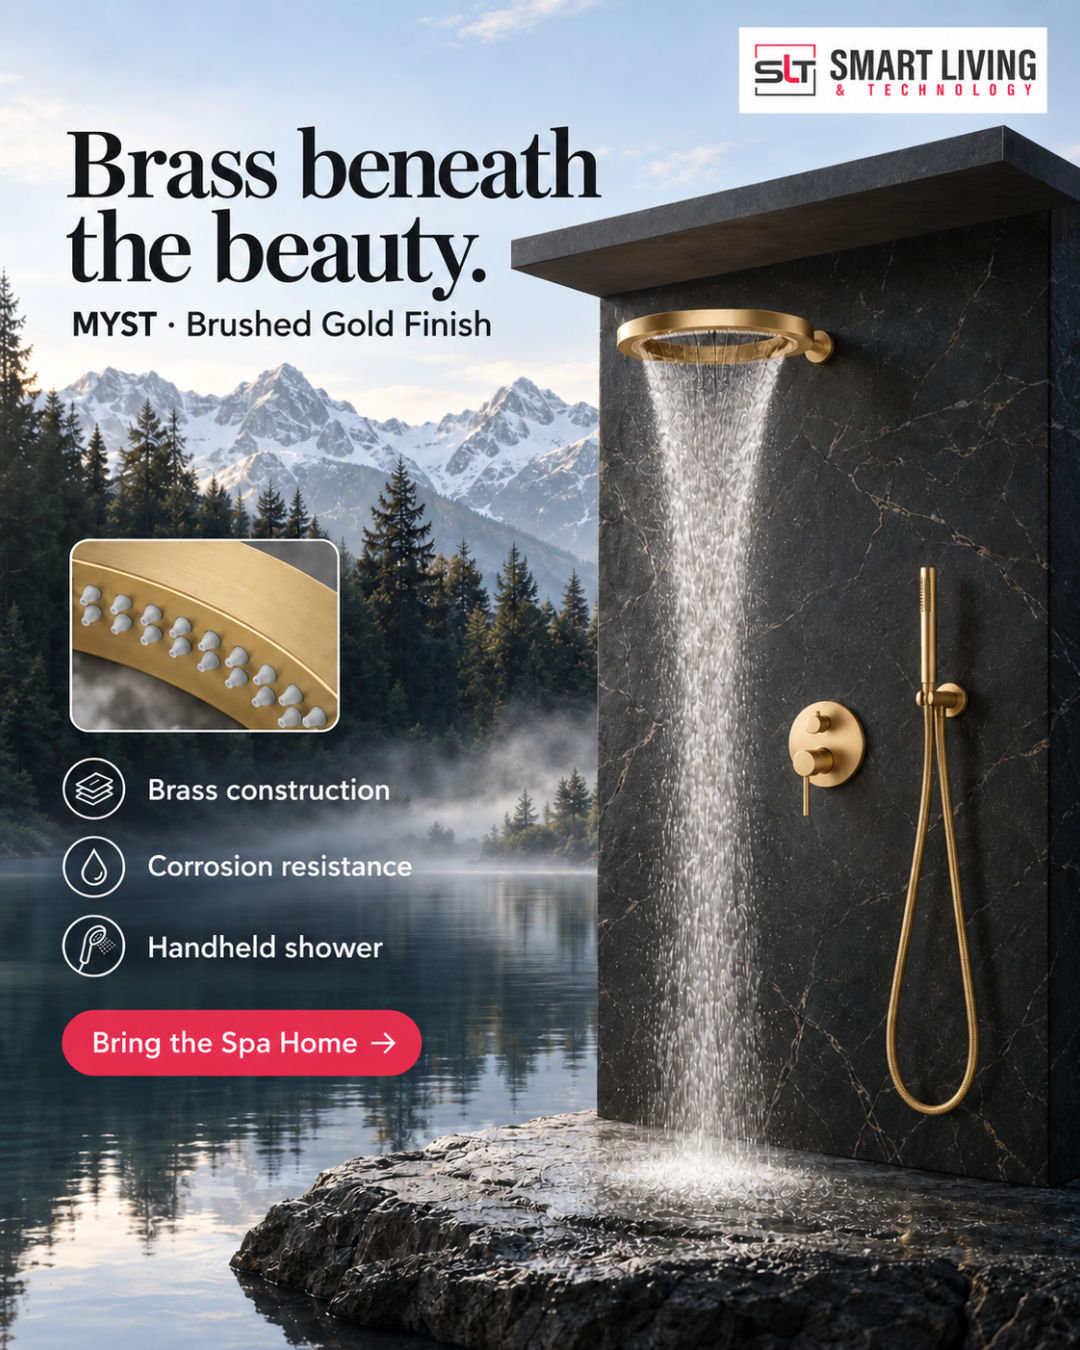 SLT SMART LIVING
& TECHNOLOGY
Brass beneath
the beauty.
MYST · Brushed Gold Finish
Brass construction
Corrosion resistance
Handheld shower
Bring the Spa Home →